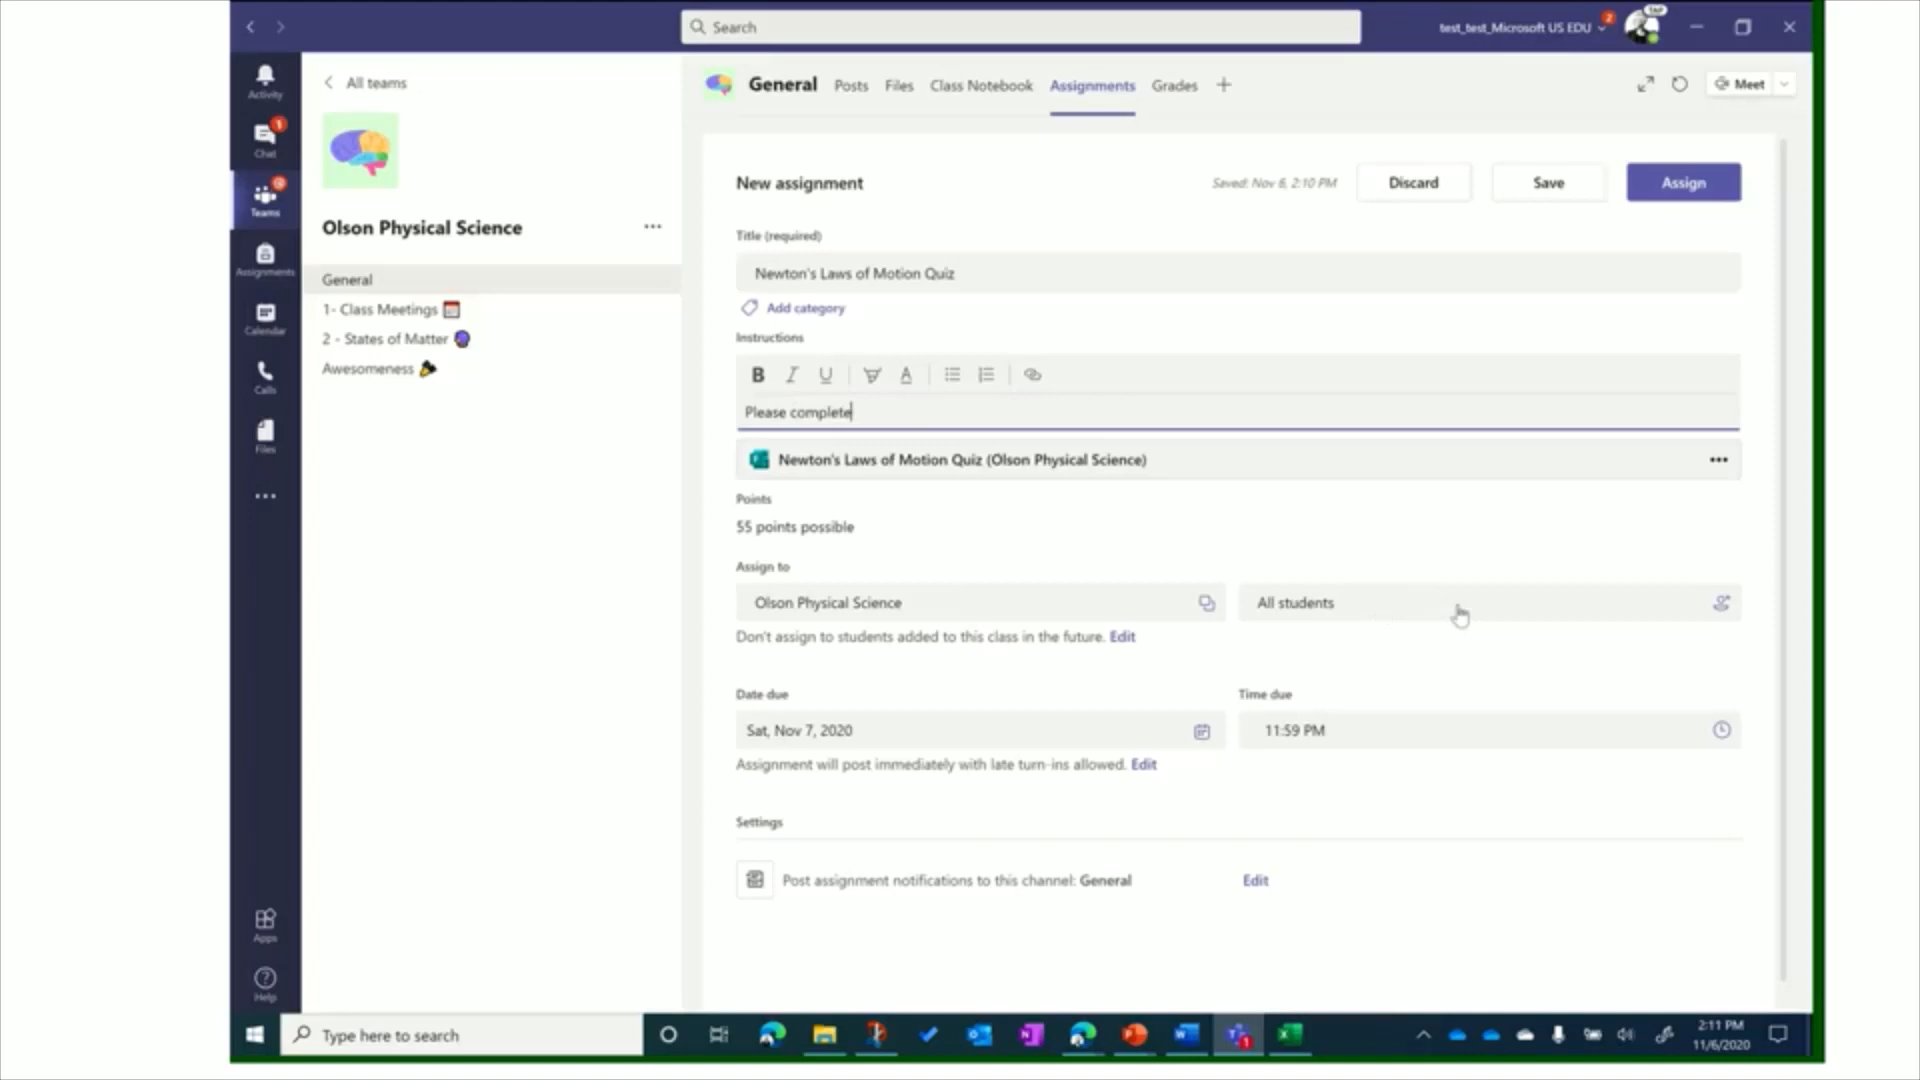 Search
test_test_Microsoft US EDU
2
TAP
Activity
1
Chat
Teams
Assignments
Calendar
Calls
Files
Apps
Help
All teams
Olson Physical Science
General
1- Class Meetings
2 - States of Matter
Awesomeness
General
Posts
Files
Class Notebook
Assignments
Grades
Meet
New assignment
Saved: Nov 6, 2:10 PM
Discard
Save
Assign
Title (required)
Newton's Laws of Motion Quiz
Add category
Instructions
B I U A
Please complete
Newton's Laws of Motion Quiz (Olson Physical Science)
Points
55 points possible
Assign to
Olson Physical Science
All students
Don't assign to students added to this class in the future. Edit
Date due
Time due
Sat, Nov 7, 2020
11:59 PM
Assignment will post immediately with late turn-ins allowed. Edit
Settings
Post assignment notifications to this channel: General
Edit
Type here to search
2:11 PM
11/6/2020